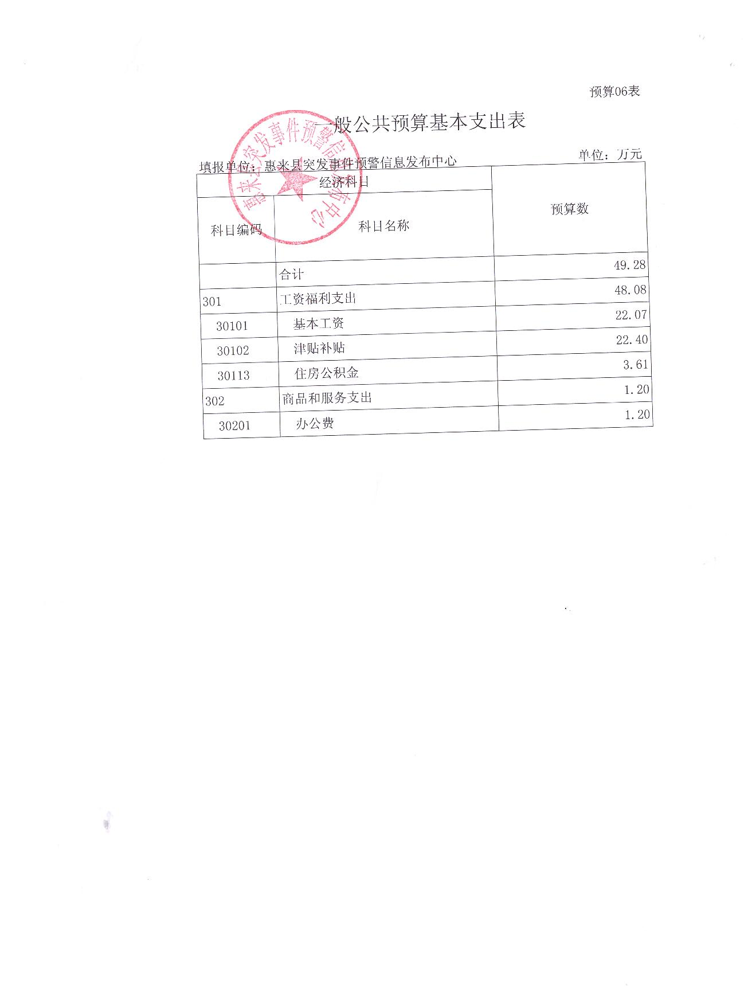 预算06表
一般公共预算基本支出表
填报单位：惠来县突发事件预警信息发布中心 单位：万元
惠来县突发事件预警信息发布中心
经济科目 预算数
科目编码 科目名称
合计 49.28
301 工资福利支出 48.08
30101 基本工资 22.07
30102 津贴补贴 22.40
30113 住房公积金 3.61
302 商品和服务支出 1.20
30201 办公费 1.20